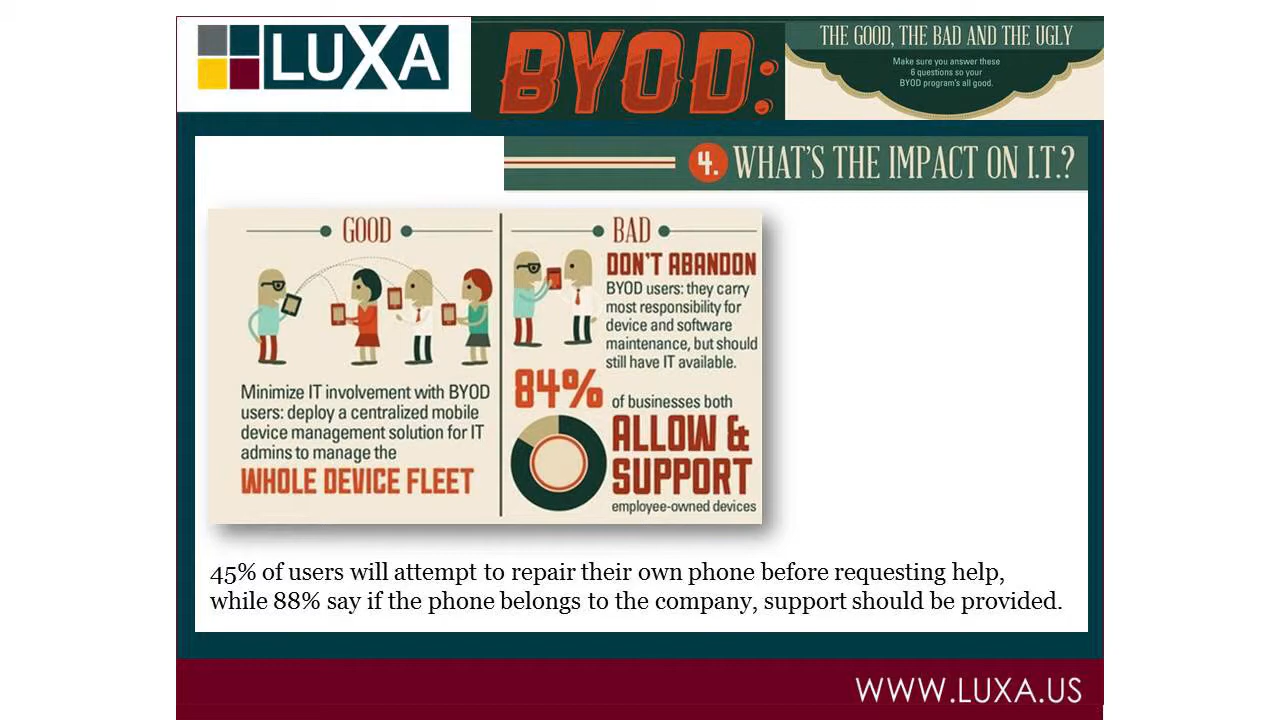 LUXA
BYOD:
THE GOOD, THE BAD AND THE UGLY
Make sure you answer these
6 questions so your
BYOD program's all good.
4. WHAT'S THE IMPACT ON I.T.?
GOOD
Minimize IT involvement with BYOD
users: deploy a centralized mobile
device management solution for IT
admins to manage the
WHOLE DEVICE FLEET
BAD
DON'T ABANDON
BYOD users: they carry
most responsibility for
device and software
maintenance, but should
still have IT available.
84% of businesses both
ALLOW &
SUPPORT
employee-owned devices
45% of users will attempt to repair their own phone before requesting help,
while 88% say if the phone belongs to the company, support should be provided.
WWW.LUXA.US